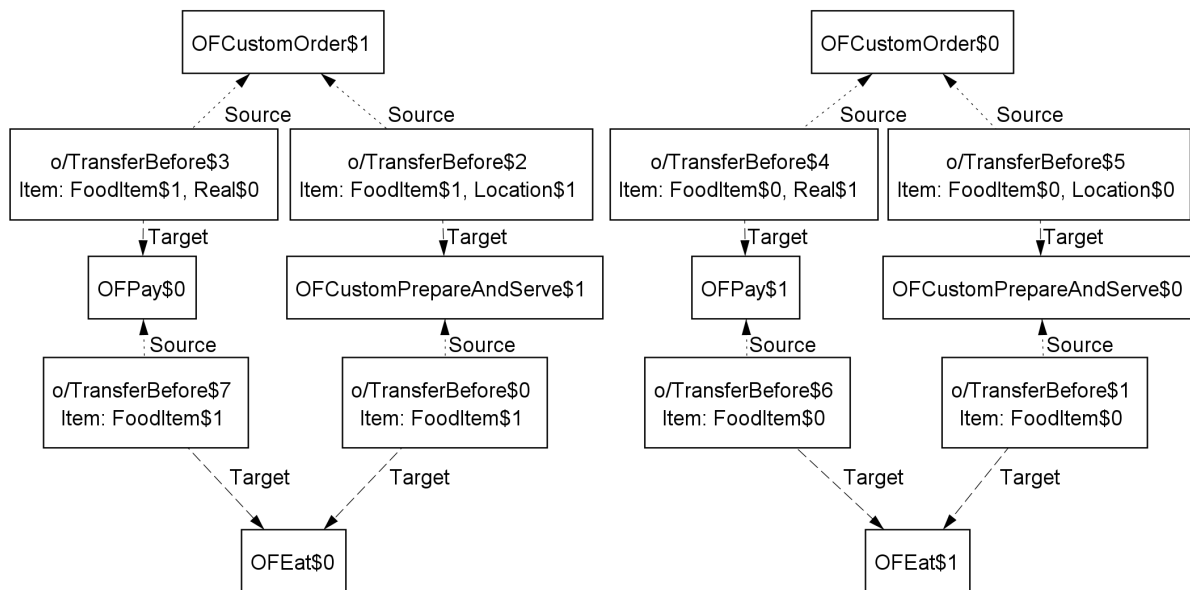 OFCustomOrder$1
OFCustomOrder$0
Source
Source
Source
Source
o/TransferBefore$3
Item: FoodItem$1, Real$0
o/TransferBefore$2
Item: FoodItem$1, Location$1
o/TransferBefore$4
Item: FoodItem$0, Real$1
o/TransferBefore$5
Item: FoodItem$0, Location$0
Target
Target
Target
Target
OFPay$0
OFCustomPrepareAndServe$1
OFPay$1
OFCustomPrepareAndServe$0
Source
Source
Source
Source
o/TransferBefore$7
Item: FoodItem$1
o/TransferBefore$0
Item: FoodItem$1
o/TransferBefore$6
Item: FoodItem$0
o/TransferBefore$1
Item: FoodItem$0
Target
Target
Target
Target
OFEat$0
OFEat$1